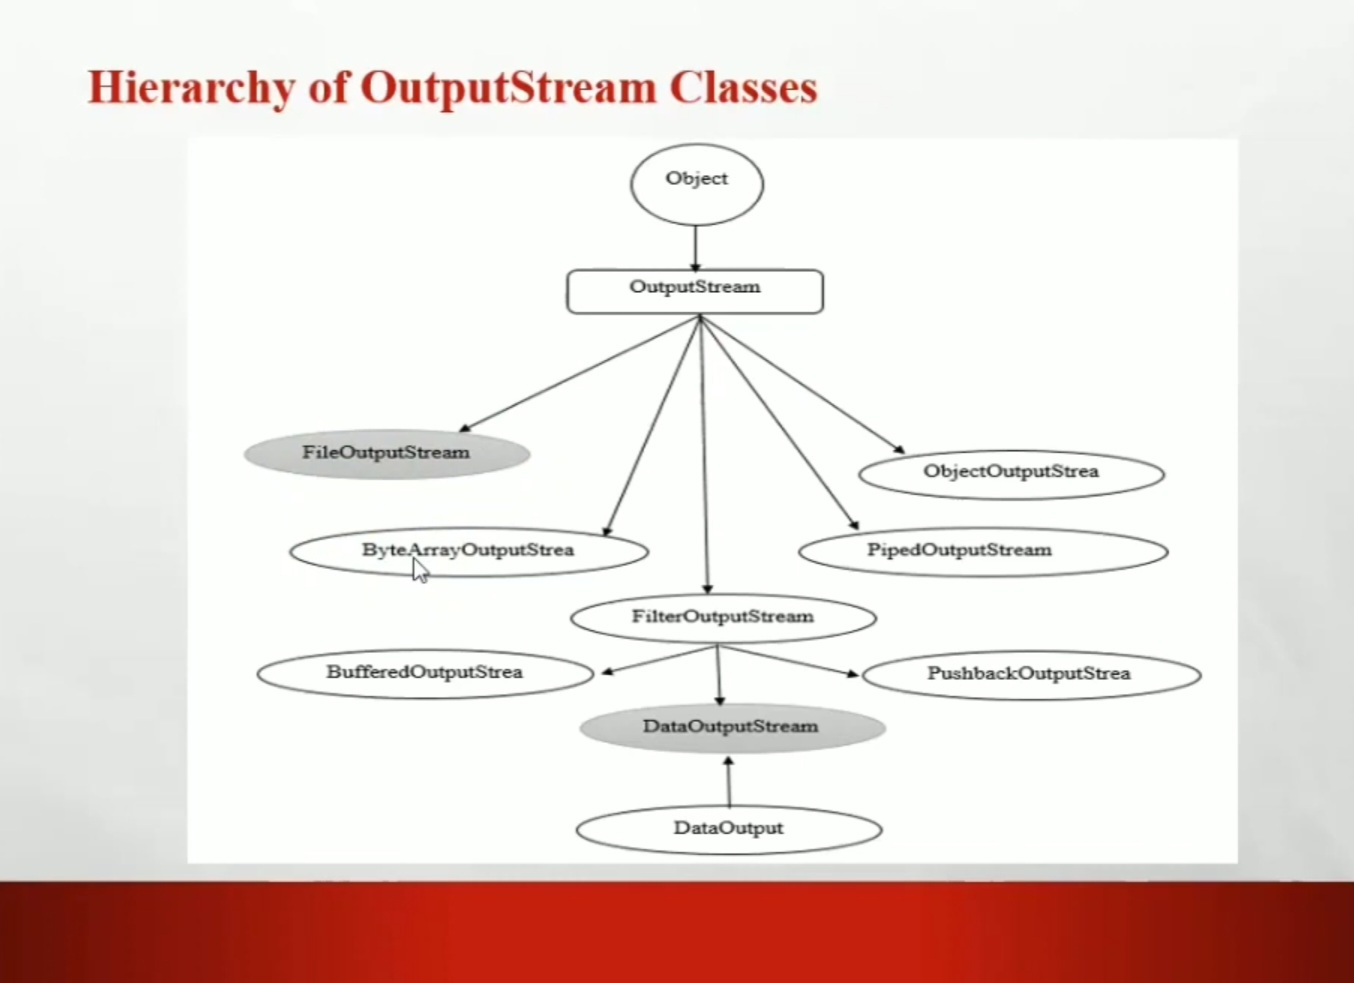 Hierarchy of OutputStream Classes
Object
OutputStream
FileOutputStream
ObjectOutputStrea
ByteArrayOutputStrea
PipedOutputStream
FilterOutputStream
BufferedOutputStrea
PushbackOutputStrea
DataOutputStream
DataOutput